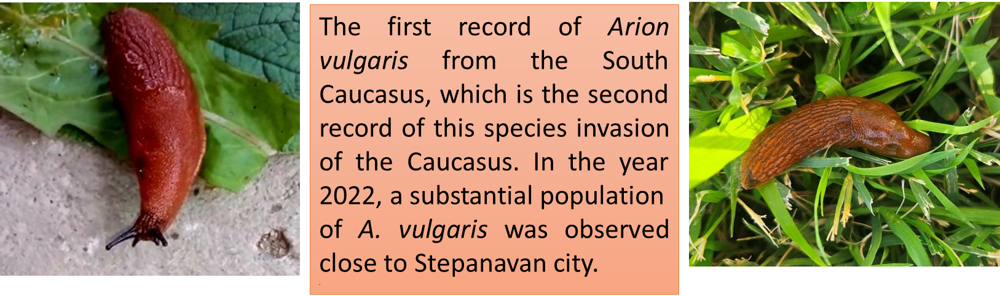 The first record of Arion
vulgaris from the South
Caucasus, which is the second
record of this species invasion
of the Caucasus. In the year
2022, a substantial population
of A. vulgaris was observed
close to Stepanavan city.
.